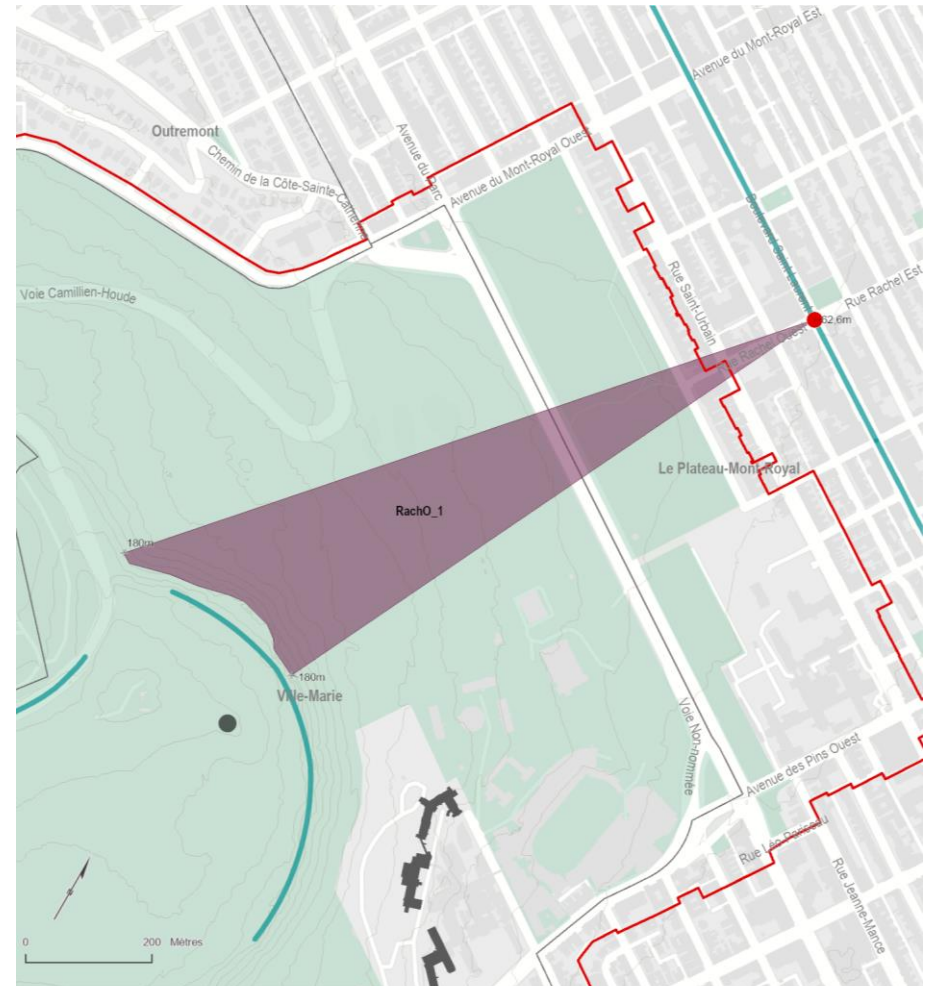 Avenue du Mont-Royal Est
Outremont
Avenue du Parc
Avenue du Mont-Royal Ouest
Chemin de la Côte-Sainte-Catherine
Boulevard Saint-Laurent
Rue Saint-Urbain
Rue Rachel Est
Voie Camillien-Houde
62,6m
Rue Rachel Ouest
Le Plateau-Mont-Royal
RachO_1
180m
180m
Ville-Marie
Voie Non-nommée
Avenue des Pins Ouest
Rue Léo-Pariseau
Rue Jeanne-Mance
0 200 Mètres